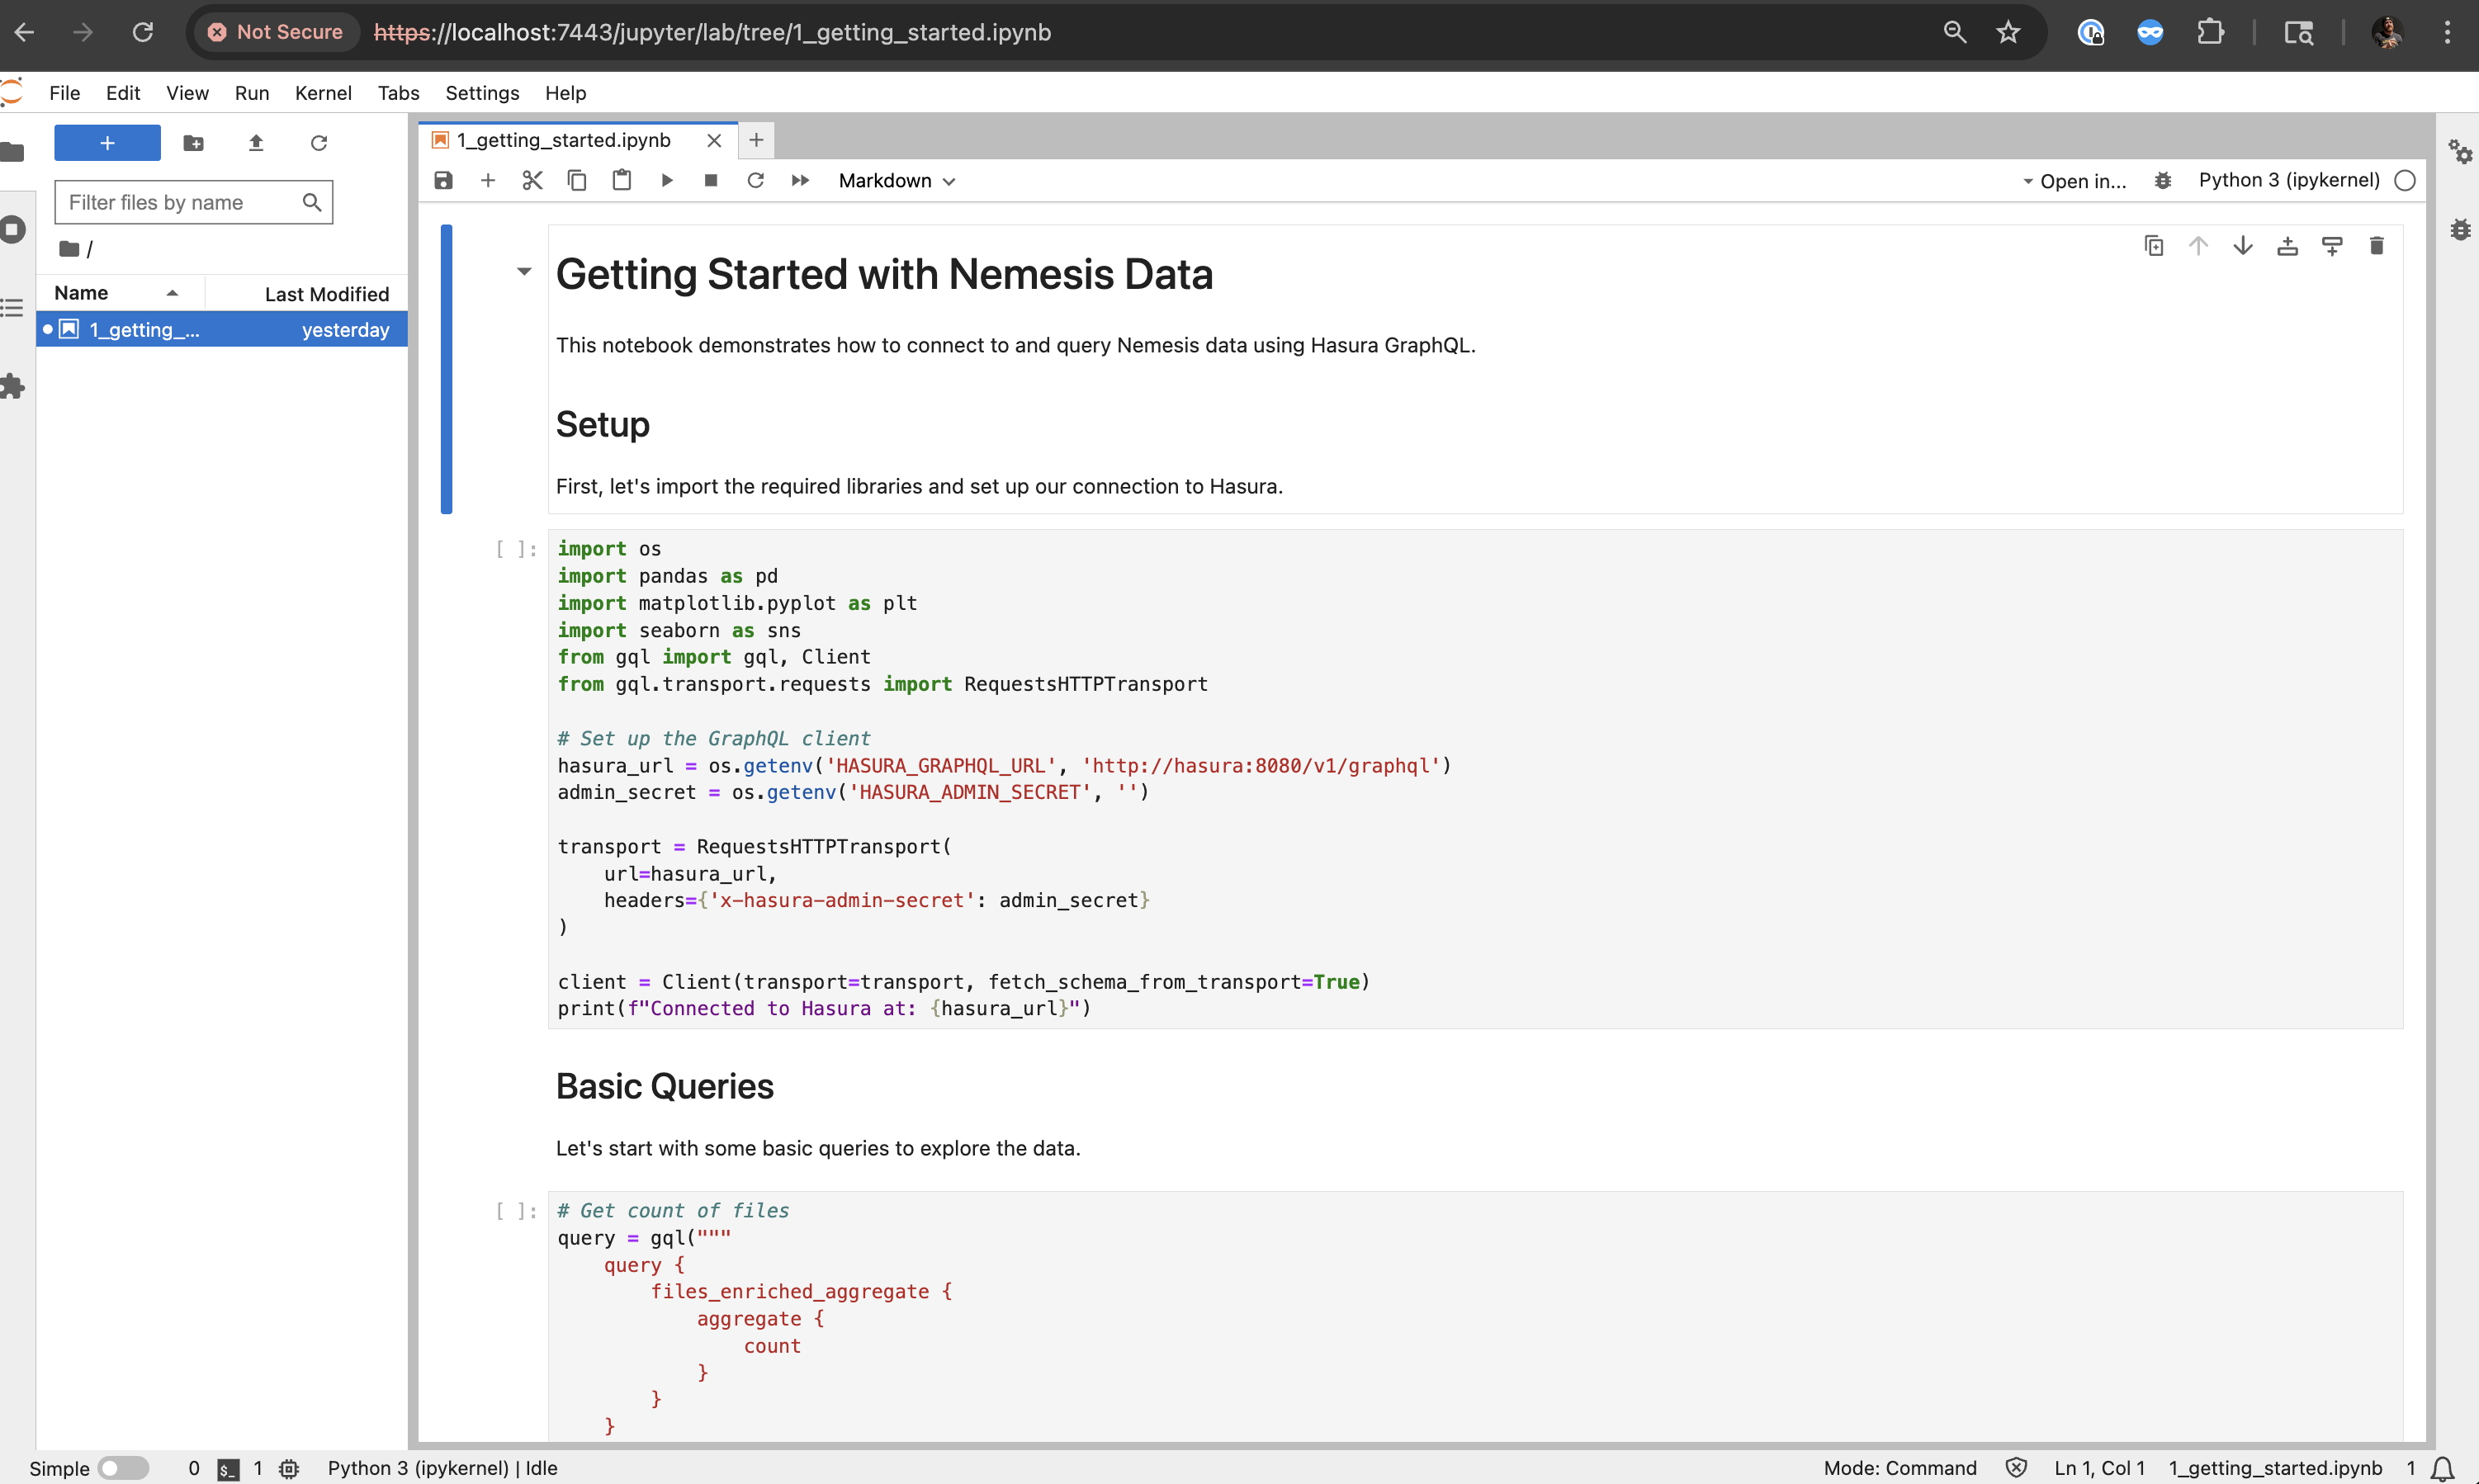 Not Secure https://localhost:7443/jupyter/lab/tree/1_getting_started.ipynb
File Edit View Run Kernel Tabs Settings Help
+
Filter files by name
/
Name Last Modified
1_getting_... yesterday
1_getting_started.ipynb
Markdown Open in... Python 3 (ipykernel)
Getting Started with Nemesis Data
This notebook demonstrates how to connect to and query Nemesis data using Hasura GraphQL.
Setup
First, let's import the required libraries and set up our connection to Hasura.
[ ]: import os
import pandas as pd
import matplotlib.pyplot as plt
import seaborn as sns
from gql import gql, Client
from gql.transport.requests import RequestsHTTPTransport
# Set up the GraphQL client
hasura_url = os.getenv('HASURA_GRAPHQL_URL', 'http://hasura:8080/v1/graphql')
admin_secret = os.getenv('HASURA_ADMIN_SECRET', '')
transport = RequestsHTTPTransport(
    url=hasura_url,
    headers={'x-hasura-admin-secret': admin_secret}
)
client = Client(transport=transport, fetch_schema_from_transport=True)
print(f"Connected to Hasura at: {hasura_url}")
Basic Queries
Let's start with some basic queries to explore the data.
[ ]: # Get count of files
query = gql("""
    query {
        files_enriched_aggregate {
            aggregate {
                count
            }
        }
    }
Simple 0 $_ 1 Python 3 (ipykernel) | Idle Mode: Command Ln 1, Col 1 1_getting_started.ipynb 1